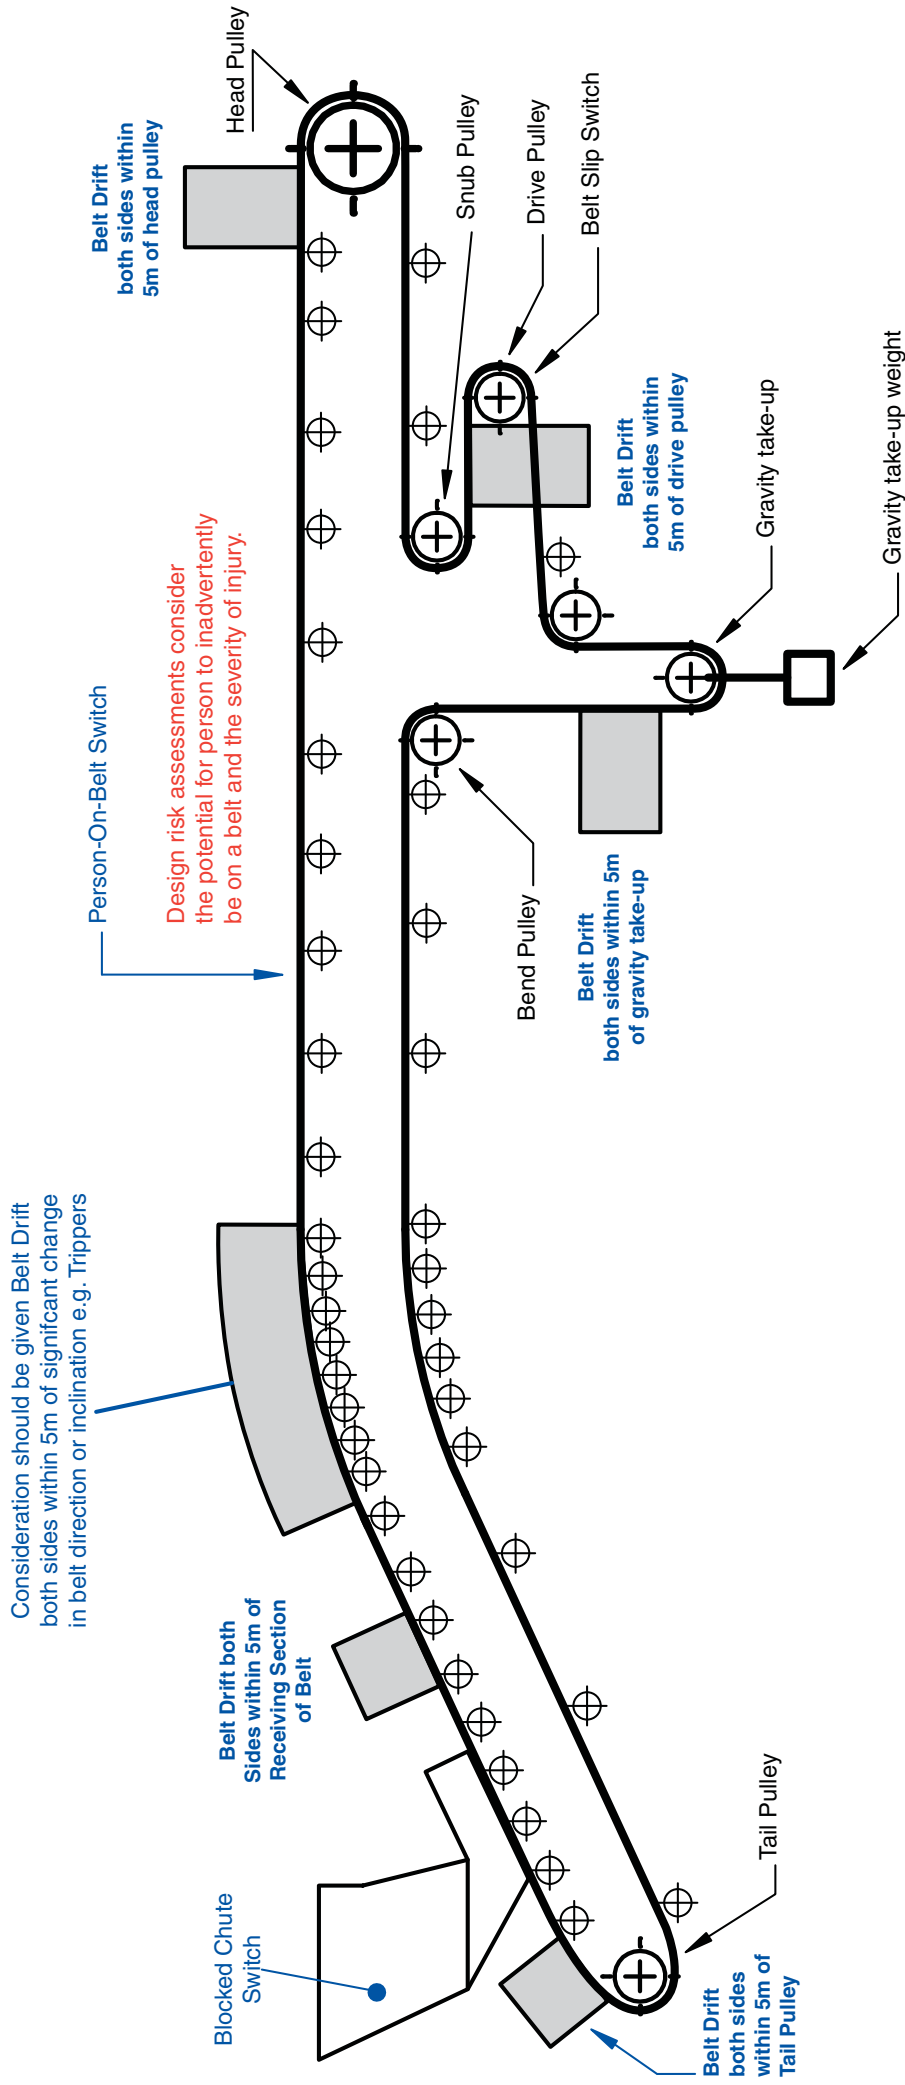 Consideration should be given Belt Drift
both sides within 5m of signifcant change
in belt direction or inclination e.g. Trippers
Person-On-Belt Switch
Design risk assessments consider
the potential for person to inadvertently
be on a belt and the severity of injury.
Belt Drift
both sides within
5m of head pulley
Head Pulley
Blocked Chute
Switch
Belt Drift both
Sides within 5m of
Receiving Section
of Belt
Snub Pulley
Drive Pulley
Belt Slip Switch
Bend Pulley
Belt Drift
both sides within 5m
of gravity take-up
Belt Drift
both sides within
5m of drive pulley
Belt Drift
both sides
within 5m of
Tail Pulley
Tail Pulley
Gravity take-up
Gravity take-up weight